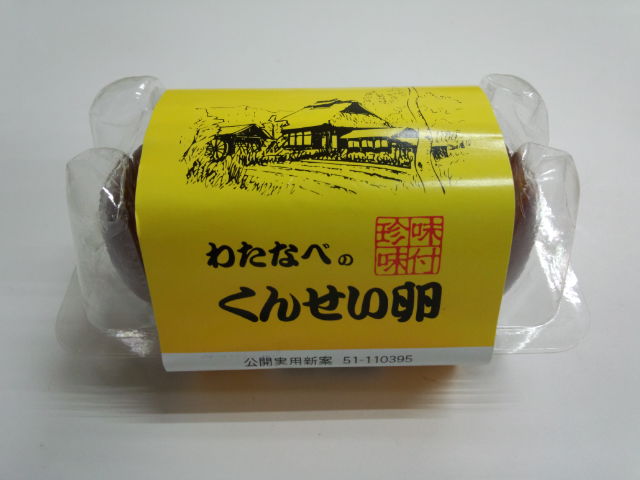 味付
珍味
わたなべの
くんせい卵
公開実用新案 51-110395